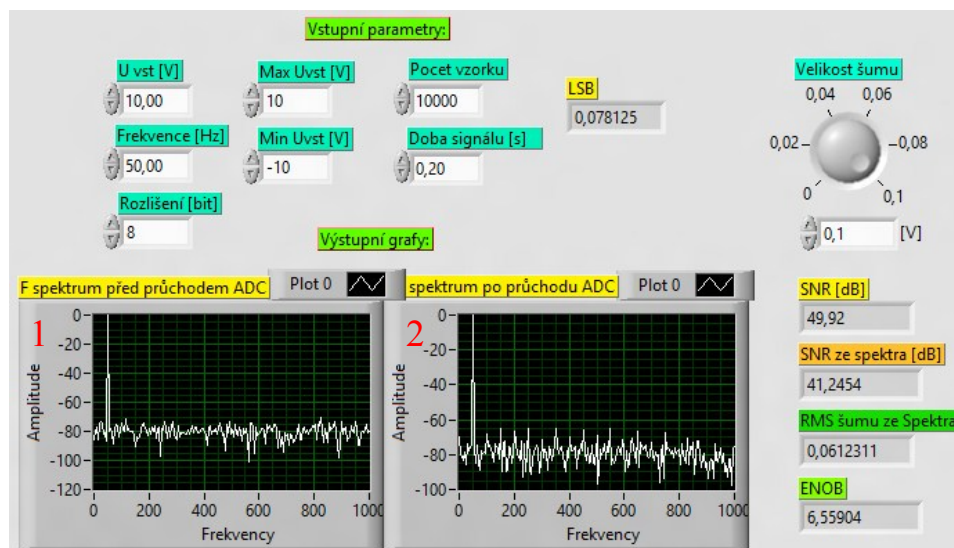 Vstupní parametry:
U vst [V]
10,00
Max Uvst [V]
10
Pocet vzorku
10000
LSB
0,078125
Velikost šumu
0,04
0,06
0,02
0,08
0
0,1
0,1
[V]
Frekvence [Hz]
50,00
Min Uvst [V]
-10
Doba signálu [s]
0,20
Rozlišení [bit]
8
Výstupní grafy:
F spektrum před průchodem ADC
Plot 0
1
Amplitude
0
-20
-40
-60
-80
-100
-120
0
200
400
600
800
1000
Frekvency
spektrum po průchodu ADC
Plot 0
2
Amplitude
0
-20
-40
-60
-80
-100
0
200
400
600
800
1000
Frekvency
SNR [dB]
49,92
SNR ze spektra [dB]
41,2454
RMS šumu ze Spektra
0,0612311
ENOB
6,55904